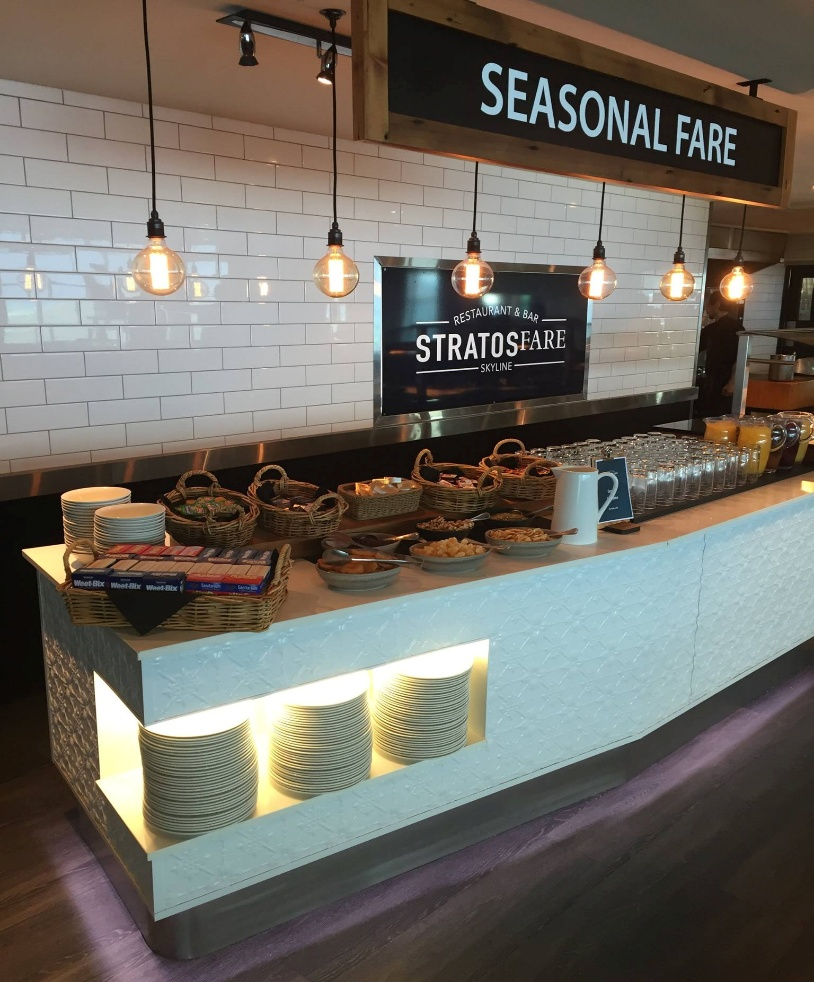 SEASONAL FARE
RESTAURANT & BAR
STRATOSFARE
SKYLINE
Weet-Bix
Weet-Bix
Weet-Bix